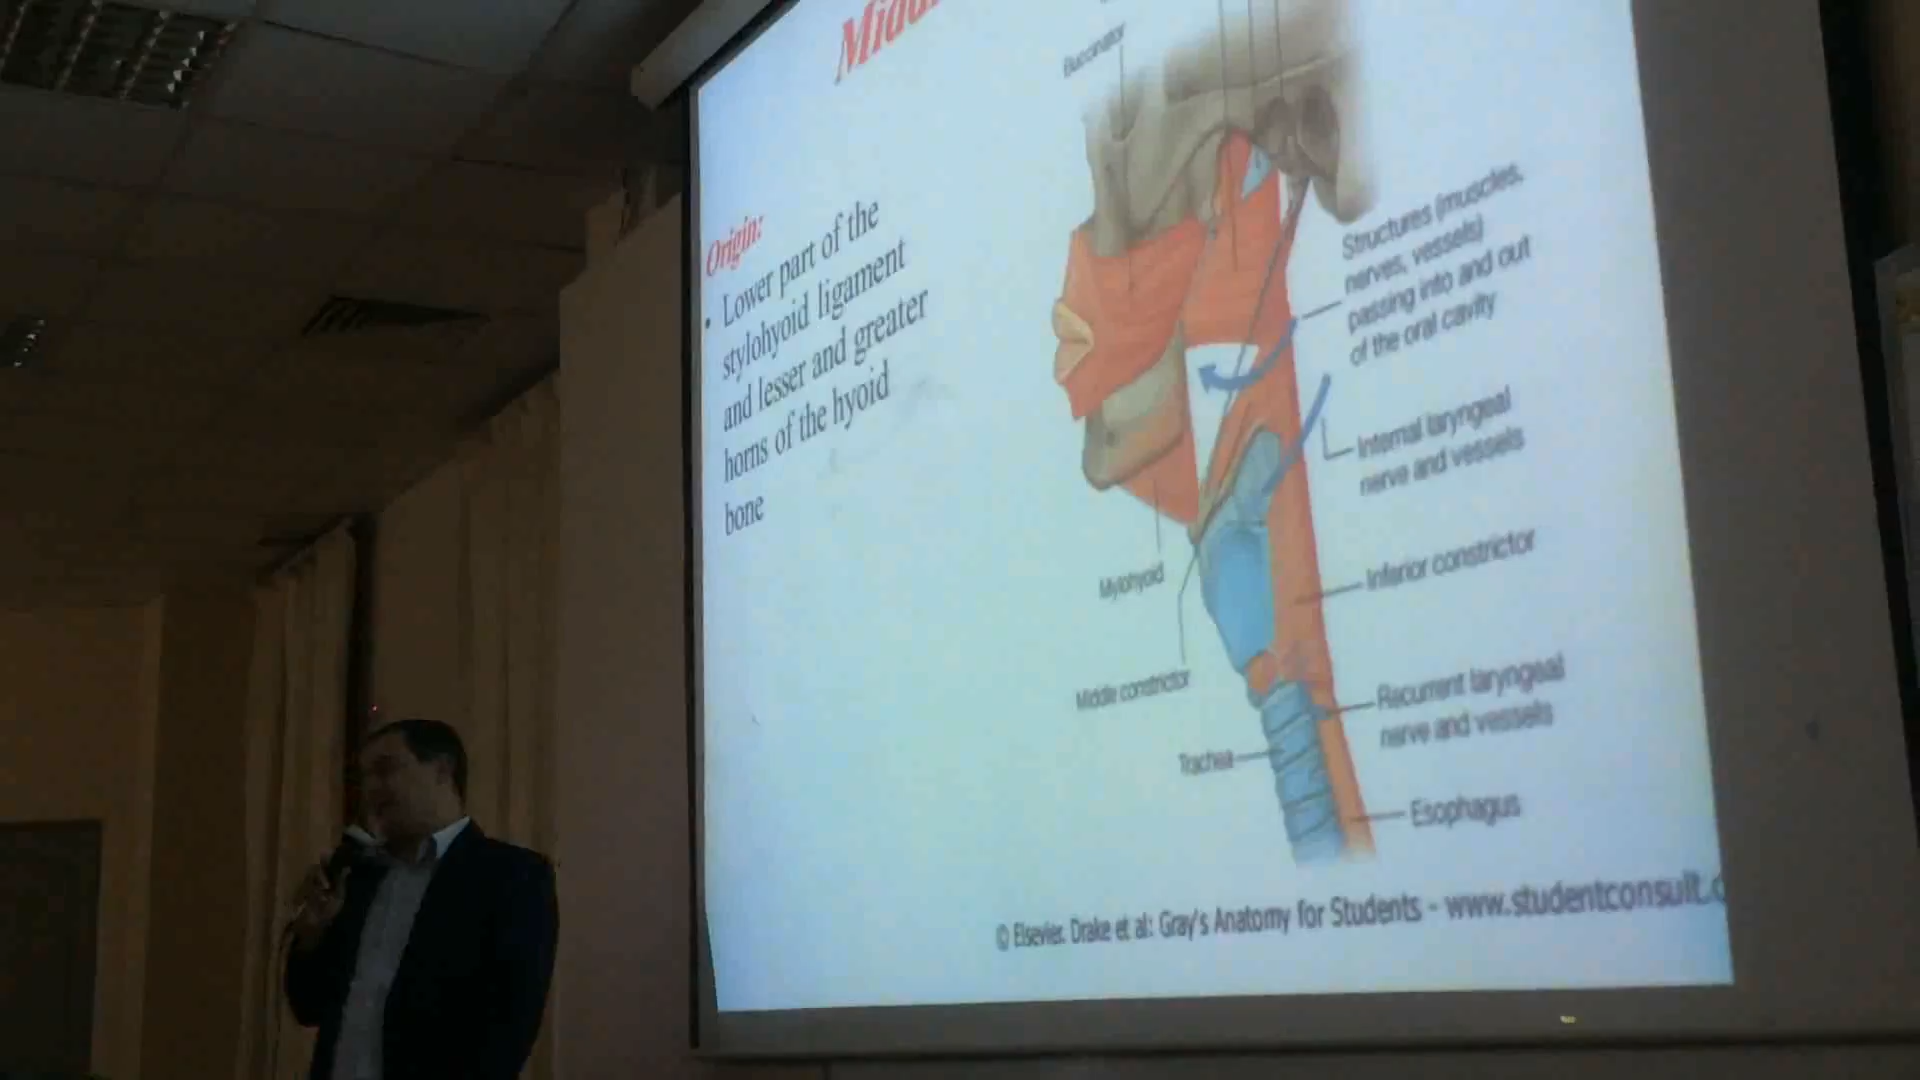 Origin:
• Lower part of the
stylohyoid ligament
and lesser and greater
horns of the hyoid
bone
Buccinator
Structures (muscles,
nerves, vessels)
passing into and out
of the oral cavity
Internal laryngeal
nerve and vessels
Mylohyoid
Inferior constrictor
Middle constrictor
Recurrent laryngeal
nerve and vessels
Trachea
Esophagus
© Elsevier. Drake et al: Gray's Anatomy for Students - www.studentconsult.c